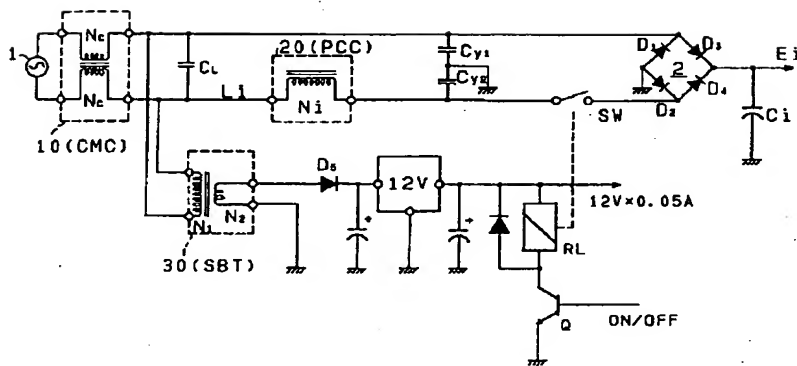 1
Nc
Nc
10(CMC)
CL
Li
20(PCC)
Ni
Cy1
Cy2
SW
D1
D3
2
D2
D4
Ei
Ci
N1
N2
30(SBT)
D5
+
12V
+
12V×0.05A
RL
Q
ON/OFF